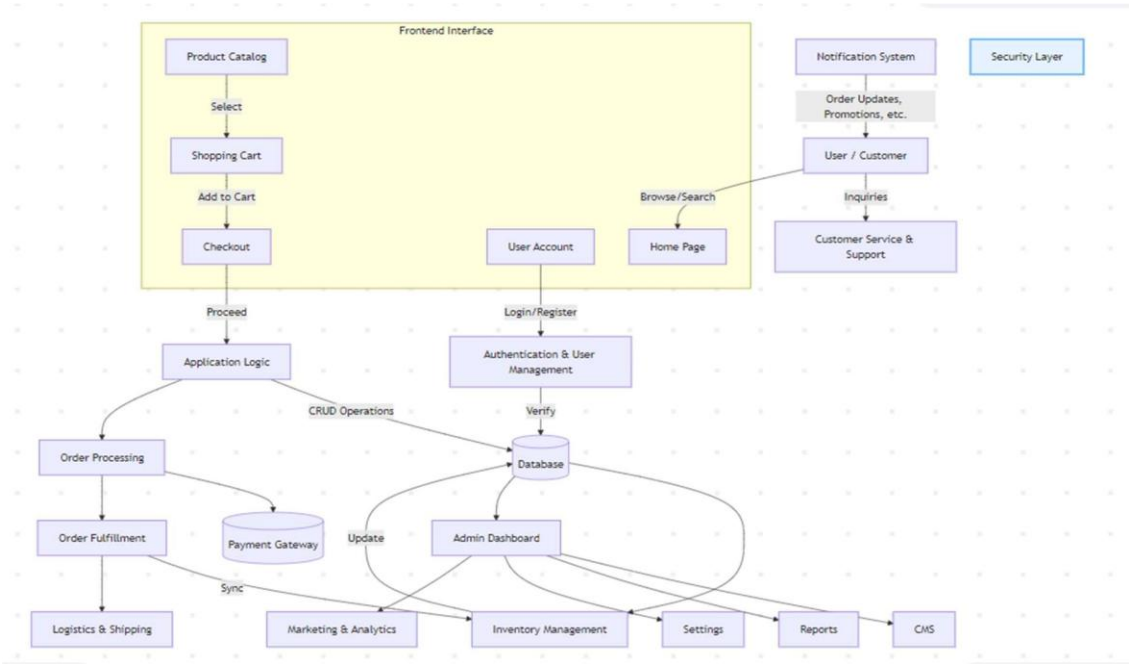 Frontend Interface
Product Catalog
Notification System
Security Layer
Select
Order Updates,
Promotions, etc.
Shopping Cart
User / Customer
Add to Cart
Browse/Search
Inquiries
Checkout
User Account
Home Page
Customer Service &
Support
Proceed
Login/Register
Application Logic
Authentication & User
Management
CRUD Operations
Verify
Order Processing
Database
Order Fulfillment
Payment Gateway
Update
Admin Dashboard
Sync
Logistics & Shipping
Marketing & Analytics
Inventory Management
Settings
Reports
CMS